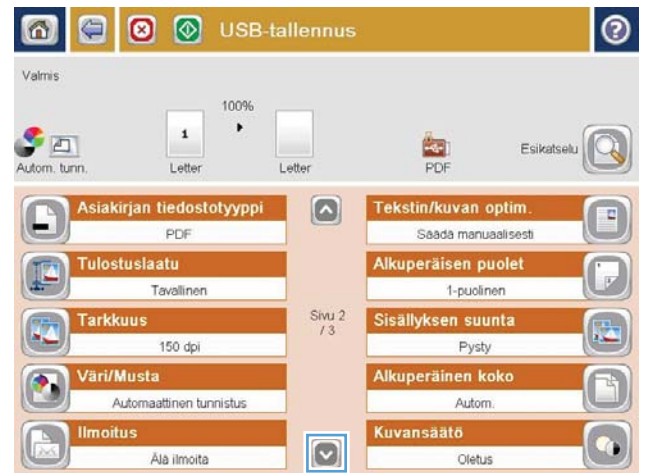 USB-tallennus
?
Valmis
100%
1
Autom. tunn.
Letter
Letter
PDF
Esikatselu
Asiakirjan tiedostotyyppi
PDF
Tulostuslaatu
Tavallinen
Tarkkuus
150 dpi
Väri/Musta
Automaattinen tunnistus
Ilmoitus
Älä ilmoita
Sivu 2
/ 3
Tekstin/kuvan optim.
Säädä manuaalisesti
Alkuperäisen puolet
1-puolinen
Sisällyksen suunta
Pysty
Alkuperäinen koko
Autom.
Kuvansäätö
Oletus